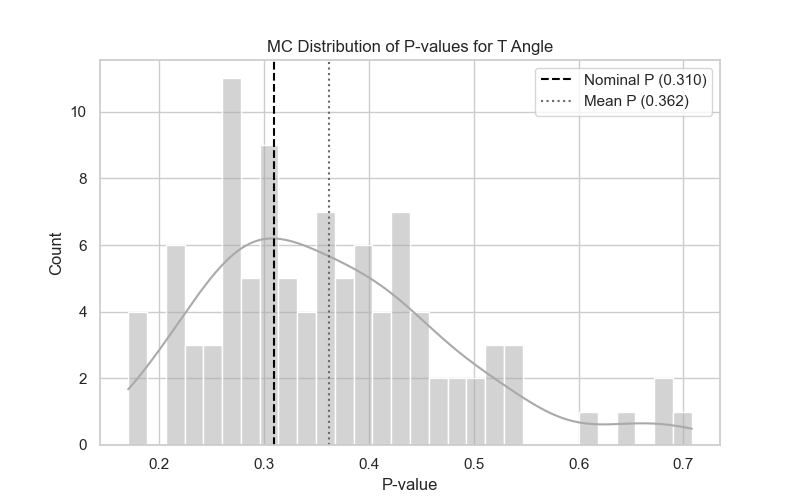 MC Distribution of P-values for T Angle
Nominal P (0.310)
Mean P (0.362)
Count
10
8
6
4
2
0
0.2 0.3 0.4 0.5 0.6 0.7
P-value